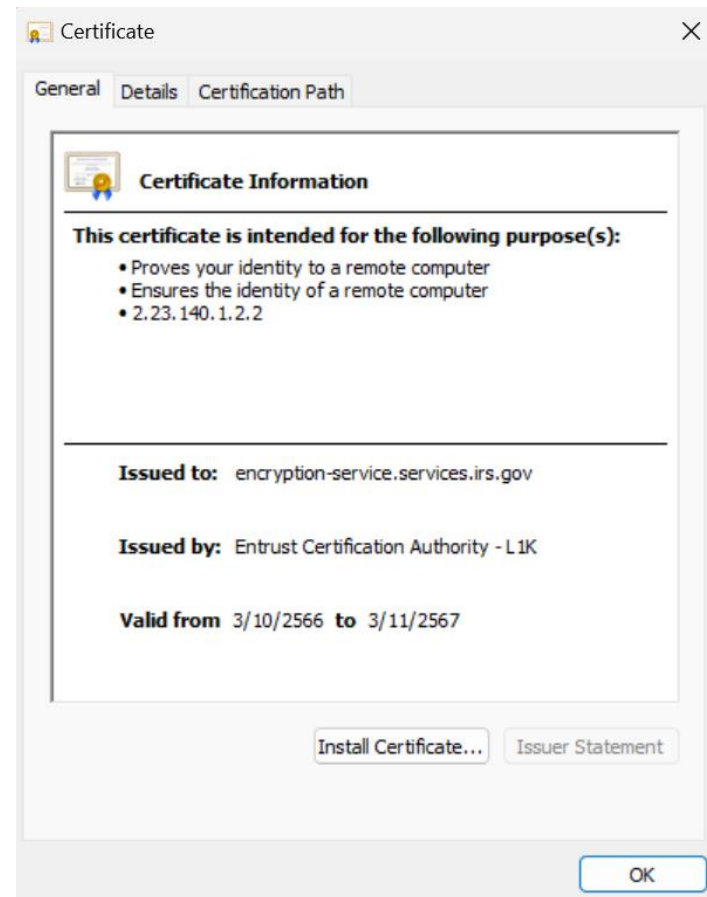 Certificate
General Details Certification Path
Certificate Information
This certificate is intended for the following purpose(s):
• Proves your identity to a remote computer
• Ensures the identity of a remote computer
• 2.23.140.1.2.2
Issued to: encryption-service.services.irs.gov
Issued by: Entrust Certification Authority - L1K
Valid from 3/10/2566 to 3/11/2567
Install Certificate... Issuer Statement
OK